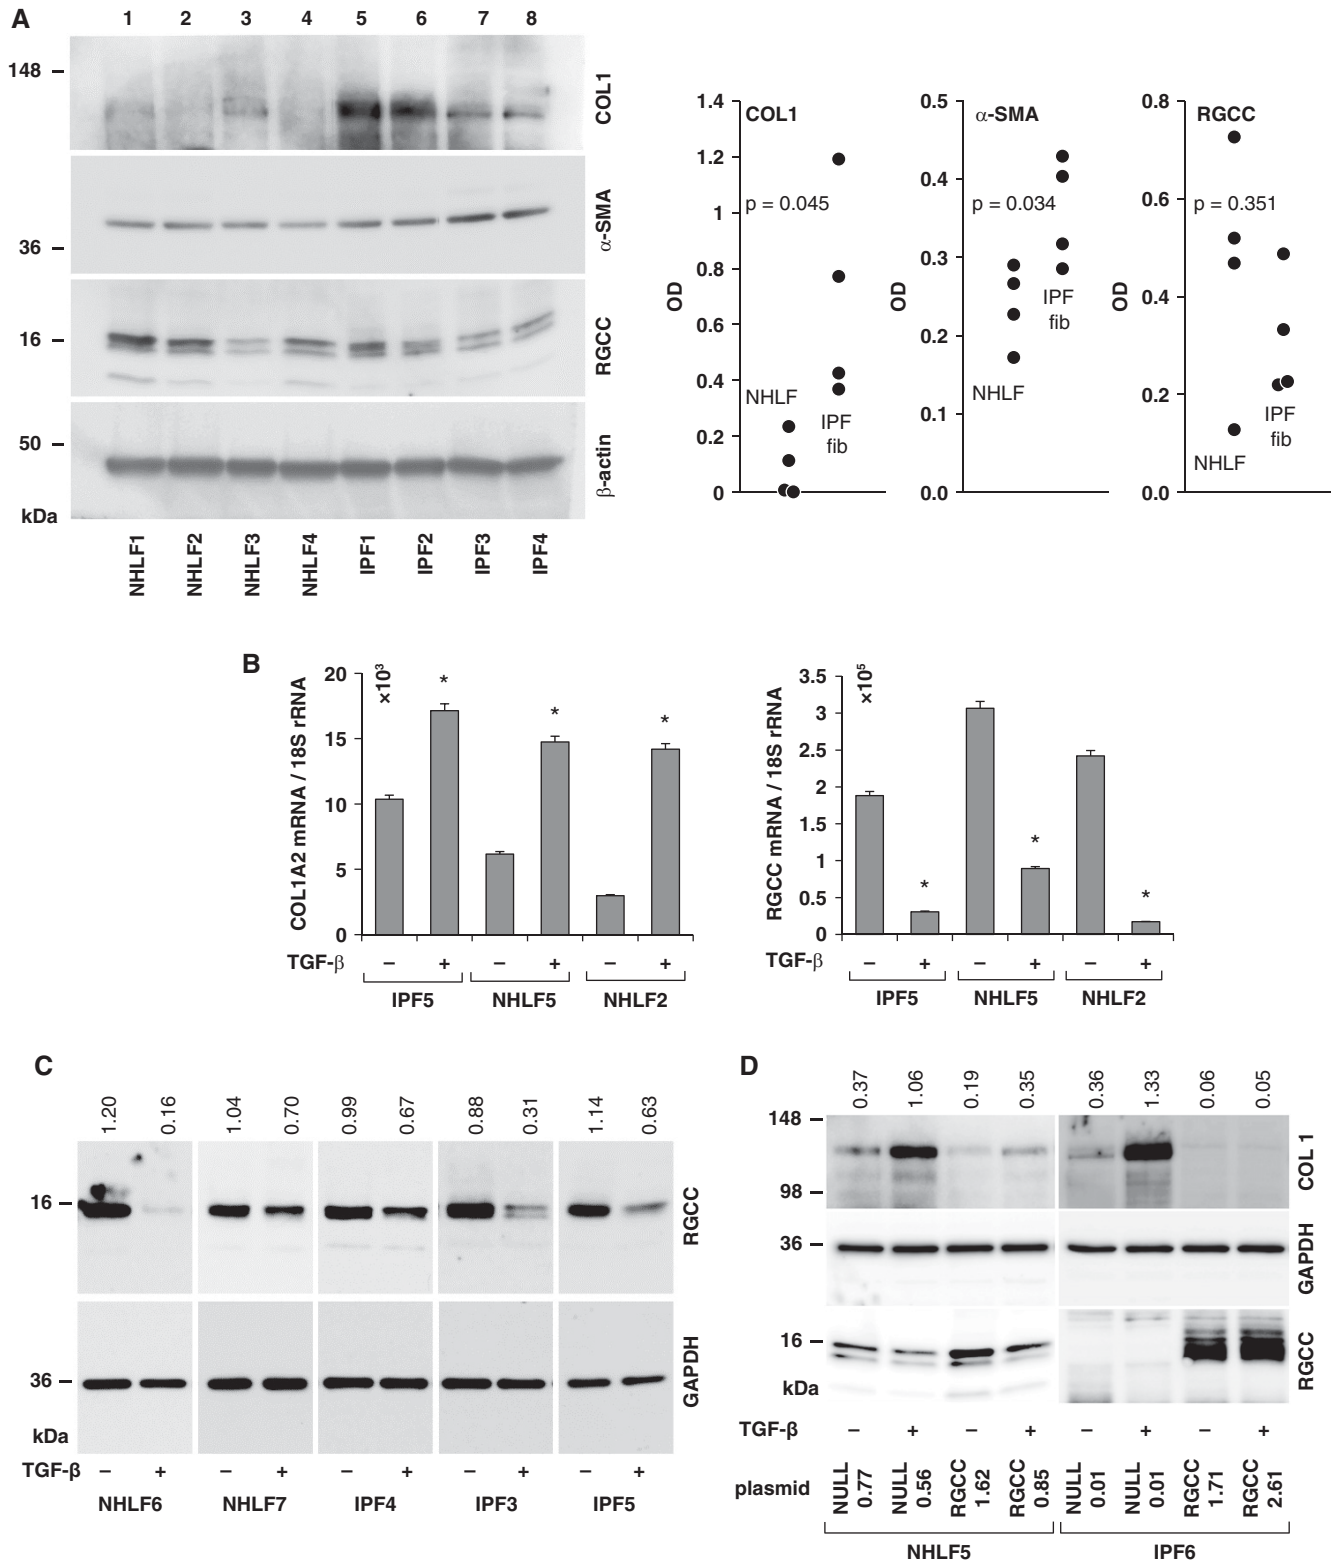 A
1 2 3 4 5 6 7 8
148
COL1
36
α-SMA
16
RGCC
50
β-actin
kDa
NHLF1 NHLF2 NHLF3 NHLF4 IPF1 IPF2 IPF3 IPF4
COL1
1.4
1.2
1
0.8
0.6
0.4
0.2
0
OD
p = 0.045
NHLF
IPF
fib
α-SMA
0.5
0.4
0.3
0.2
0.1
0.0
OD
p = 0.034
IPF
fib
NHLF
RGCC
0.8
0.6
0.4
0.2
0.0
OD
p = 0.351
IPF
fib
NHLF
B
COL1A2 mRNA / 18S rRNA
×10³
20
15
10
5
0
* * *
TGF-β – + – + – +
IPF5 NHLF5 NHLF2
RGCC mRNA / 18S rRNA
×10⁵
3.5
3
2.5
2
1.5
1
0.5
0
* * *
TGF-β – + – + – +
IPF5 NHLF5 NHLF2
C
1.20 0.16 1.04 0.70 0.99 0.67 0.88 0.31 1.14 0.63
16
RGCC
36
GAPDH
kDa
TGF-β – + – + – + – + – +
NHLF6 NHLF7 IPF4 IPF3 IPF5
D
0.37 1.06 0.19 0.35 0.36 1.33 0.06 0.05
148
98
COL 1
36
GAPDH
16
RGCC
kDa
TGF-β – + – + – + – +
plasmid
NULL NULL RGCC RGCC NULL NULL RGCC RGCC
0.77 0.56 1.62 0.85 0.01 0.01 1.71 2.61
NHLF5 IPF6